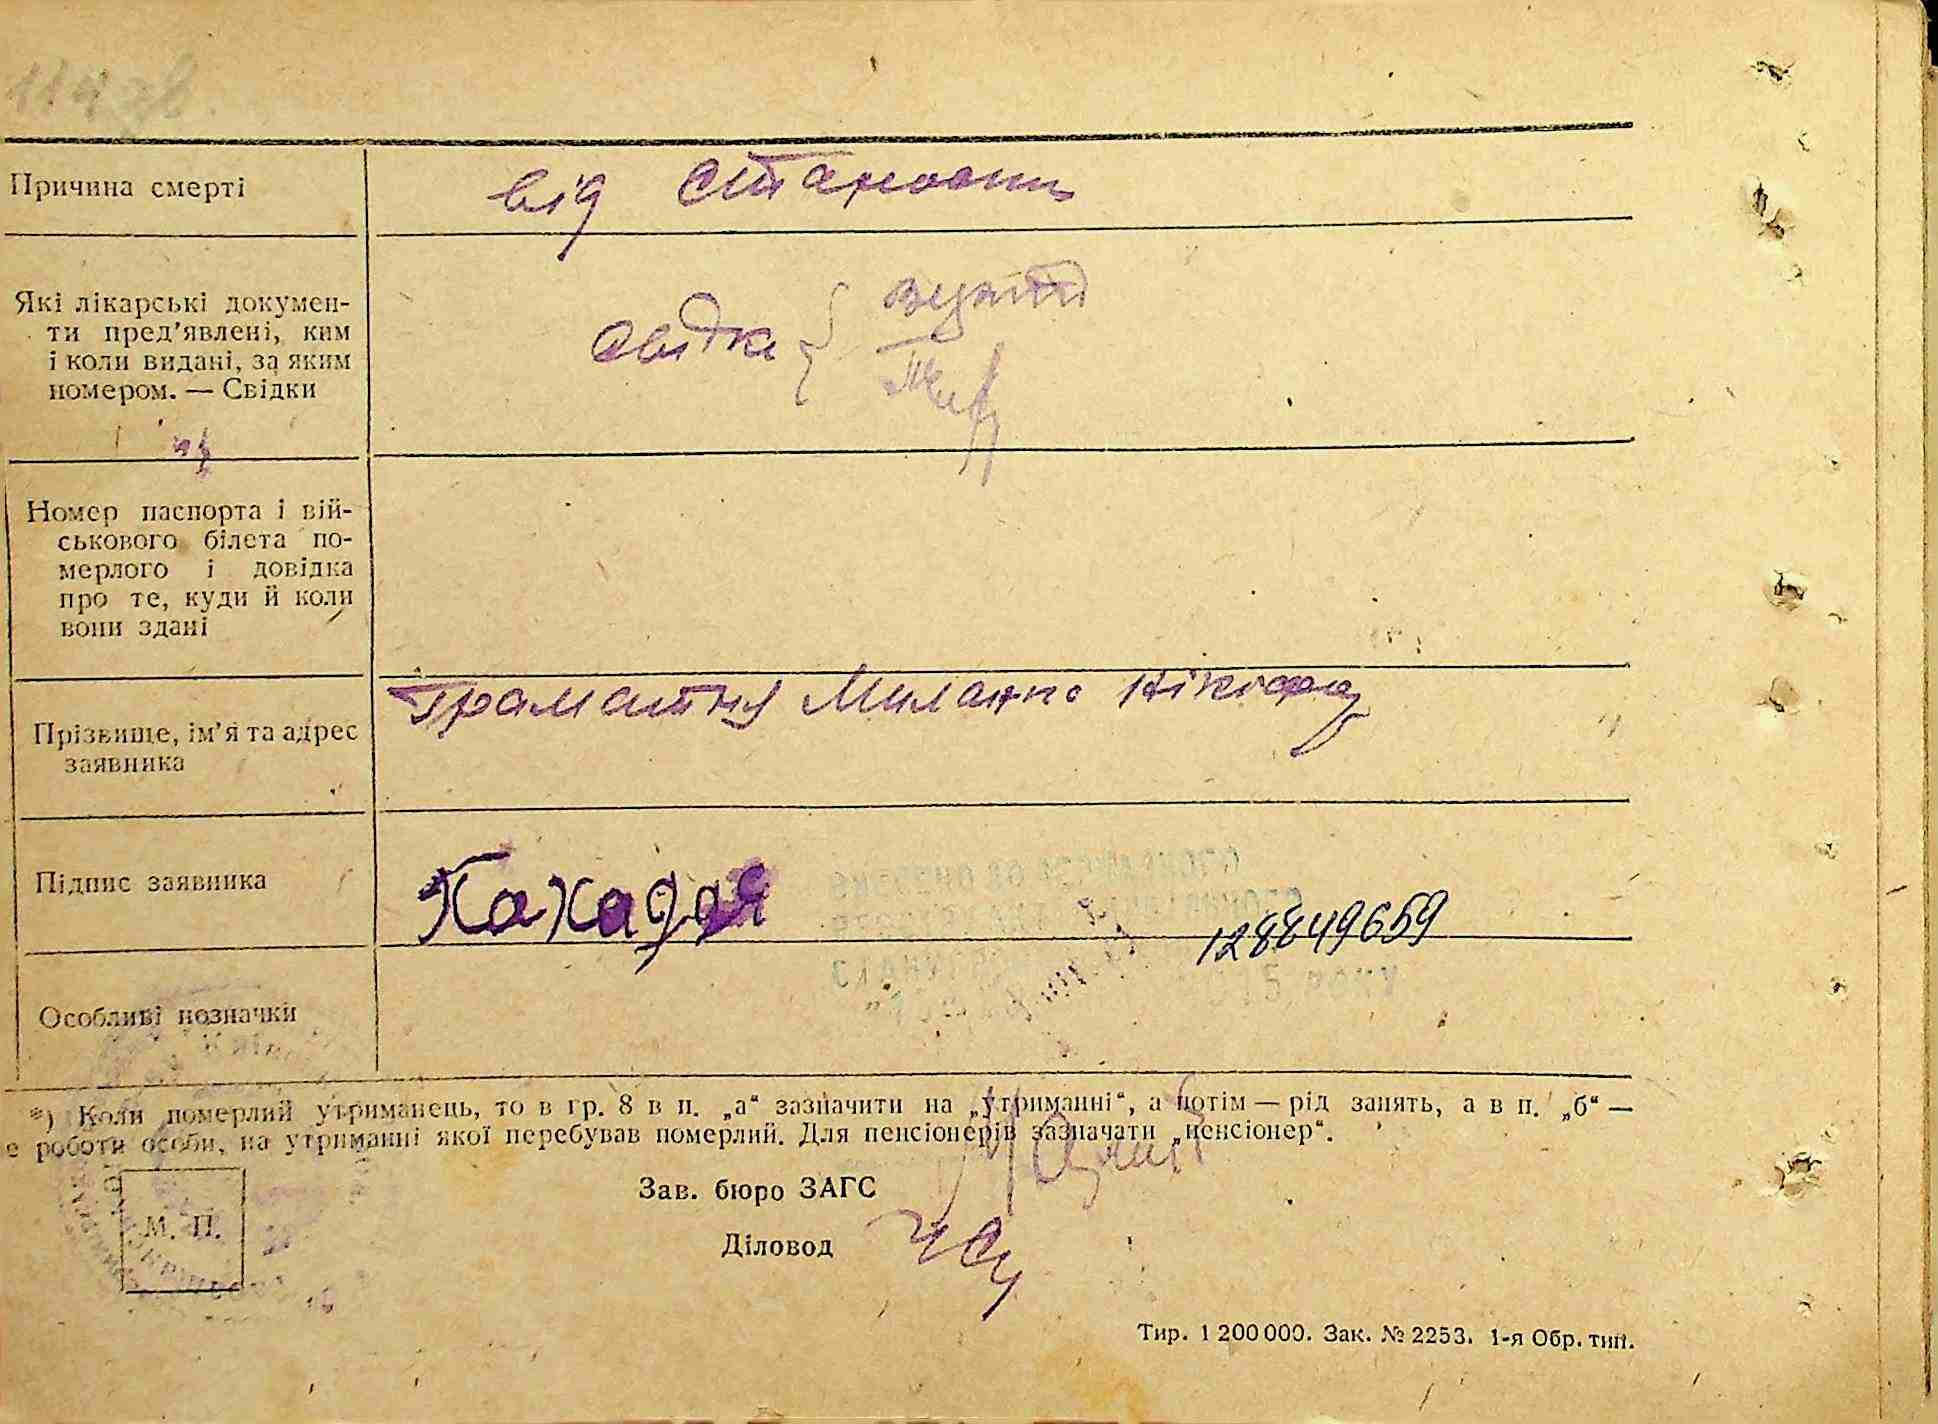 Причина смерті
від старости
Які лікарські докумен-
ти пред'явлені, ким
і коли видані, за яким
номером. — Свідки
свідки {
Номер паспорта і вій-
ськового білета по-
мерлого і довідка
про те, куди й коли
вони здані
Прізвище, ім'я та адрес
заявника
Граматну Милання
Підпис заявника
128849659
Особливі позначки
*) Коли померлий утриманець, то в гр. 8 в п. „а“ зазначити на „утриманні“, а потім — рід занять, а в п. „б“ —
е роботи особи, на утриманні якої перебував померлий. Для пенсіонерів зазначати „пенсіонер“.
Зав. бюро ЗАГС
М. П.
Діловод
Тир. 1 200 000. Зак. № 2253. 1-я Обр. тип.